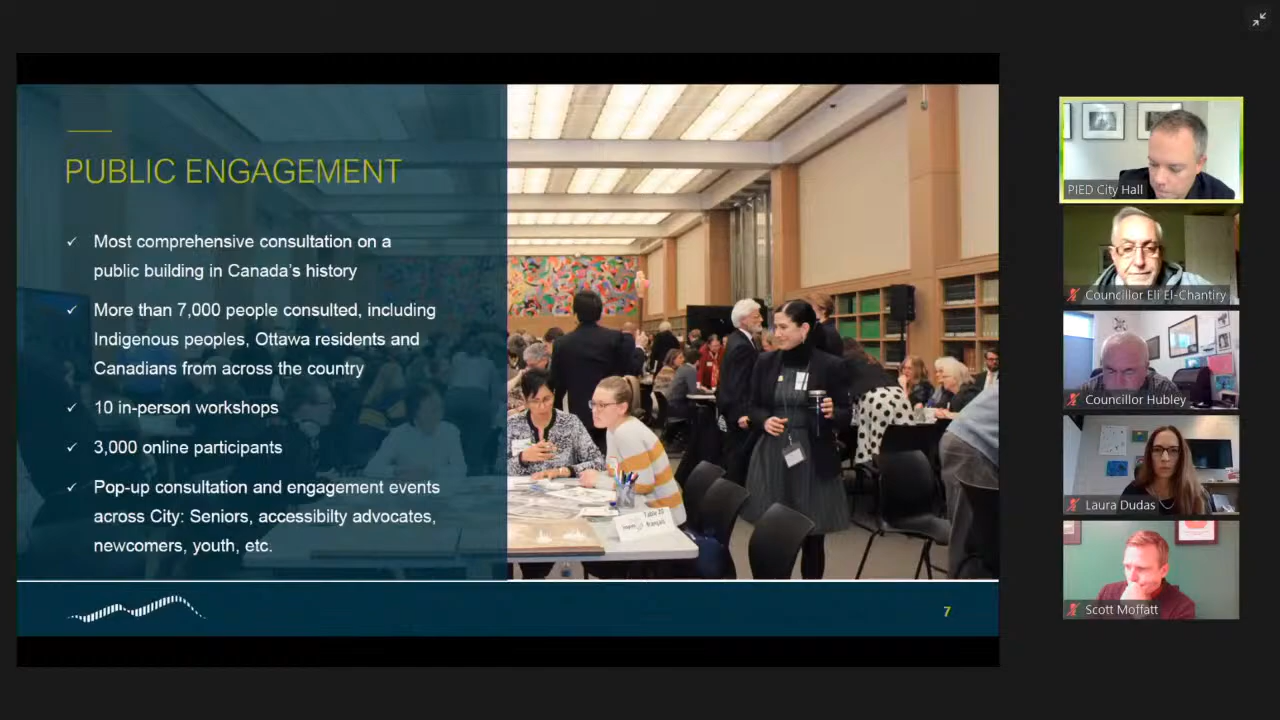 PUBLIC ENGAGEMENT
✓ Most comprehensive consultation on a
public building in Canada's history
✓ More than 7,000 people consulted, including
Indigenous peoples, Ottawa residents and
Canadians from across the country
✓ 10 in-person workshops
✓ 3,000 online participants
✓ Pop-up consultation and engagement events
across City: Seniors, accessibilty advocates,
newcomers, youth, etc.
7
Table 20
Français
PIED City Hall
Councillor Eli El-Chantiry
Councillor Hubley
Laura Dudas
Scott Moffatt